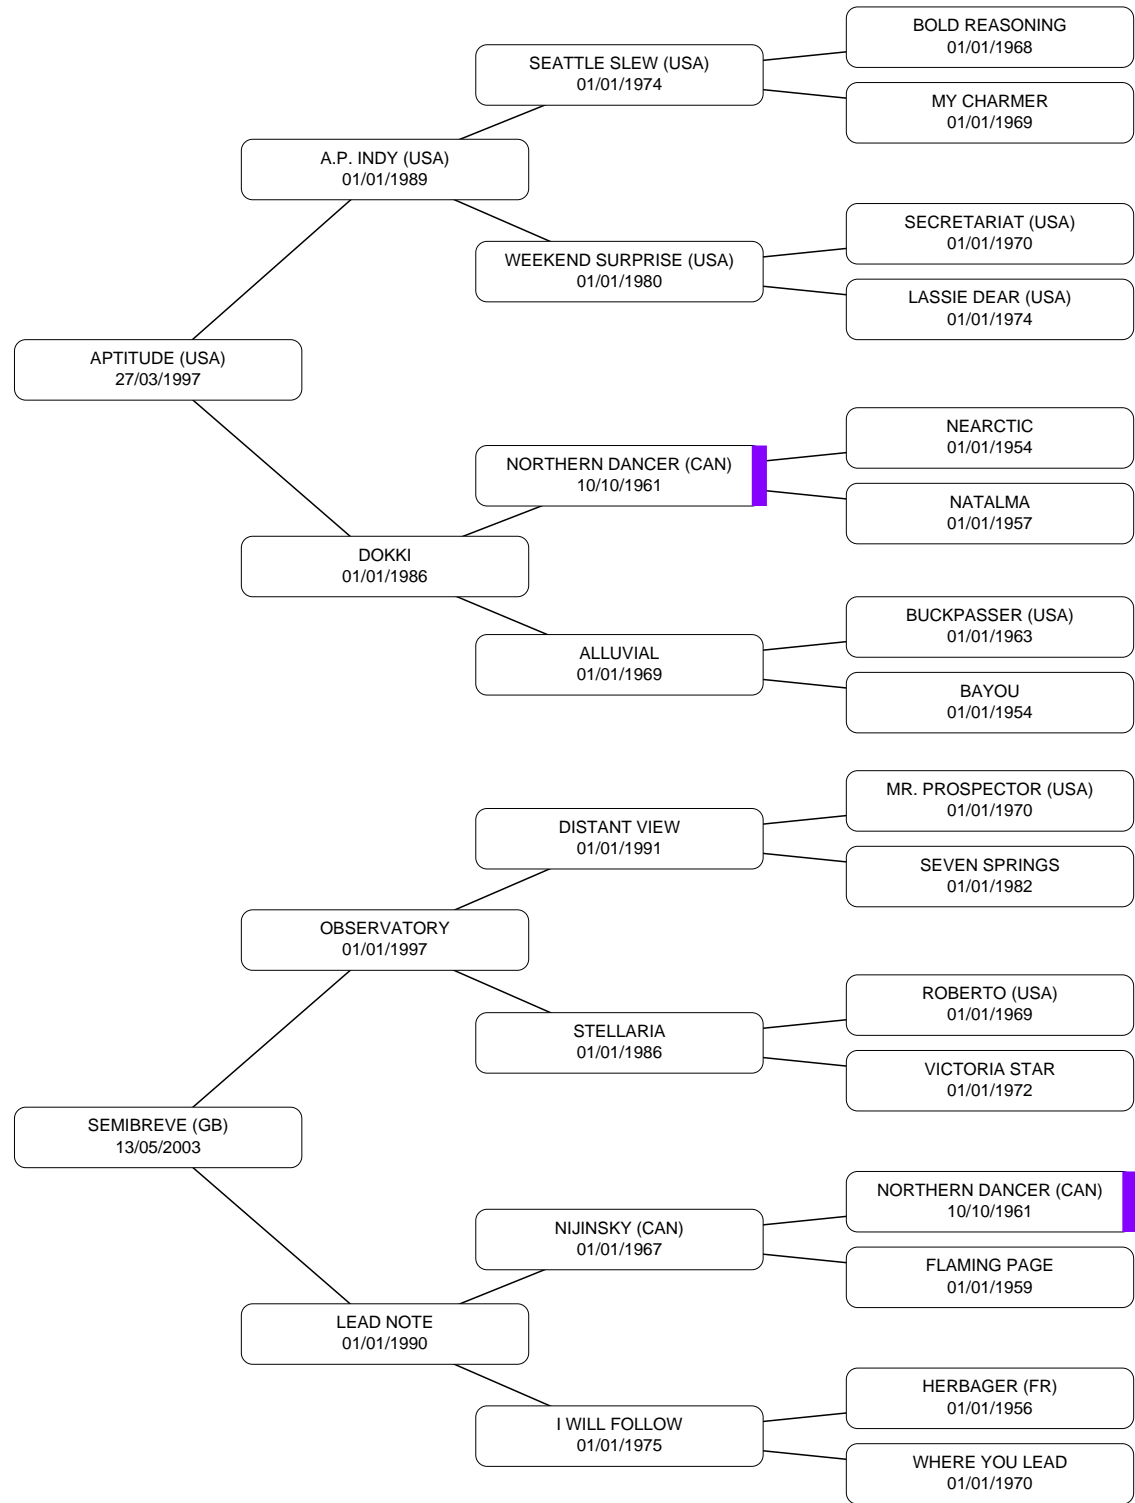 BOLD REASONING
01/01/1968
SEATTLE SLEW (USA)
01/01/1974
MY CHARMER
01/01/1969
A.P. INDY (USA)
01/01/1989
SECRETARIAT (USA)
01/01/1970
WEEKEND SURPRISE (USA)
01/01/1980
LASSIE DEAR (USA)
01/01/1974
APTITUDE (USA)
27/03/1997
NEARCTIC
01/01/1954
NORTHERN DANCER (CAN)
10/10/1961
NATALMA
01/01/1957
DOKKI
01/01/1986
BUCKPASSER (USA)
01/01/1963
ALLUVIAL
01/01/1969
BAYOU
01/01/1954
MR. PROSPECTOR (USA)
01/01/1970
DISTANT VIEW
01/01/1991
SEVEN SPRINGS
01/01/1982
OBSERVATORY
01/01/1997
ROBERTO (USA)
01/01/1969
STELLARIA
01/01/1986
VICTORIA STAR
01/01/1972
SEMIBREVE (GB)
13/05/2003
NORTHERN DANCER (CAN)
10/10/1961
NIJINSKY (CAN)
01/01/1967
FLAMING PAGE
01/01/1959
LEAD NOTE
01/01/1990
HERBAGER (FR)
01/01/1956
I WILL FOLLOW
01/01/1975
WHERE YOU LEAD
01/01/1970